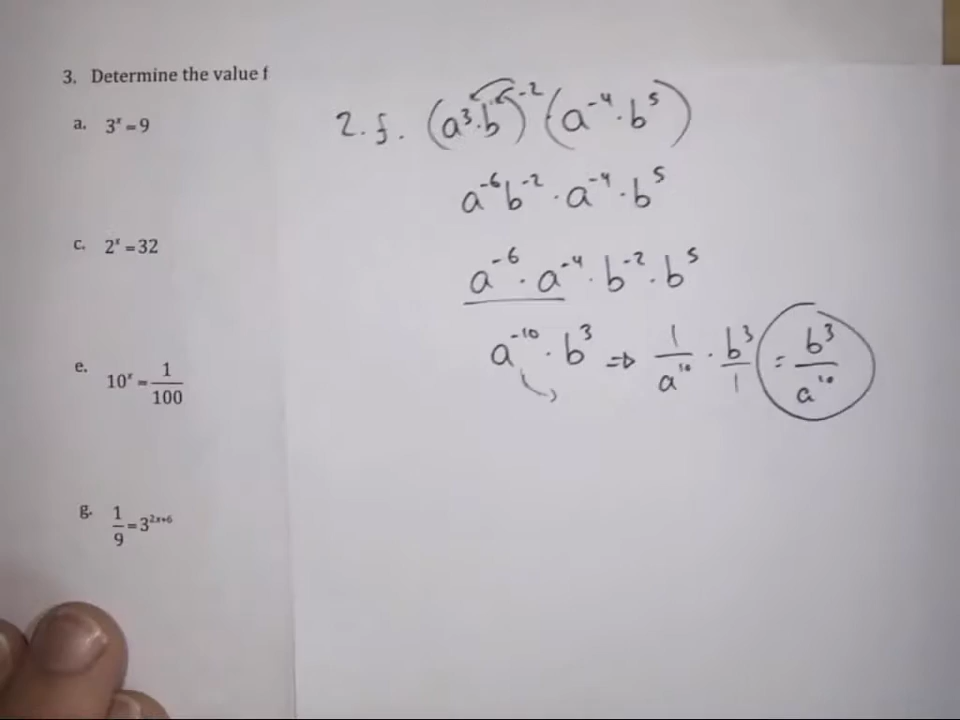 3. Determine the value f
a. 3ˣ = 9
c. 2ˣ = 32
e. 10ˣ = 1/100
g. 1/9 = 3²ˣ⁺⁶
2. f. (a³·b)⁻² (a⁻⁴·b⁵)
a⁻⁶b⁻² · a⁻⁴ · b⁵
a⁻⁶ · a⁻⁴ · b⁻² · b⁵
a⁻¹⁰ · b³ ⇒ 1/a¹⁰ · b³/1 = b³/a¹⁰